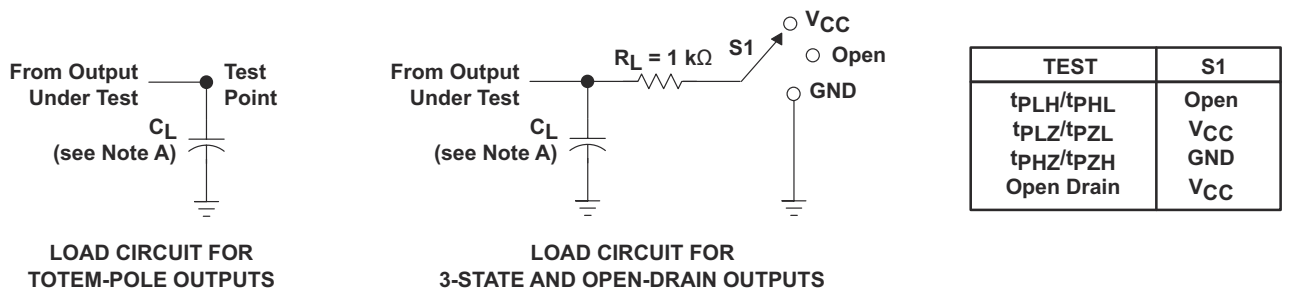 From Output
Under Test
Test
Point
CL
(see Note A)
LOAD CIRCUIT FOR
TOTEM-POLE OUTPUTS
From Output
Under Test
RL = 1 kΩ
S1
VCC
Open
GND
CL
(see Note A)
LOAD CIRCUIT FOR
3-STATE AND OPEN-DRAIN OUTPUTS
TEST S1
tPLH/tPHL Open
tPLZ/tPZL VCC
tPHZ/tPZH GND
Open Drain VCC